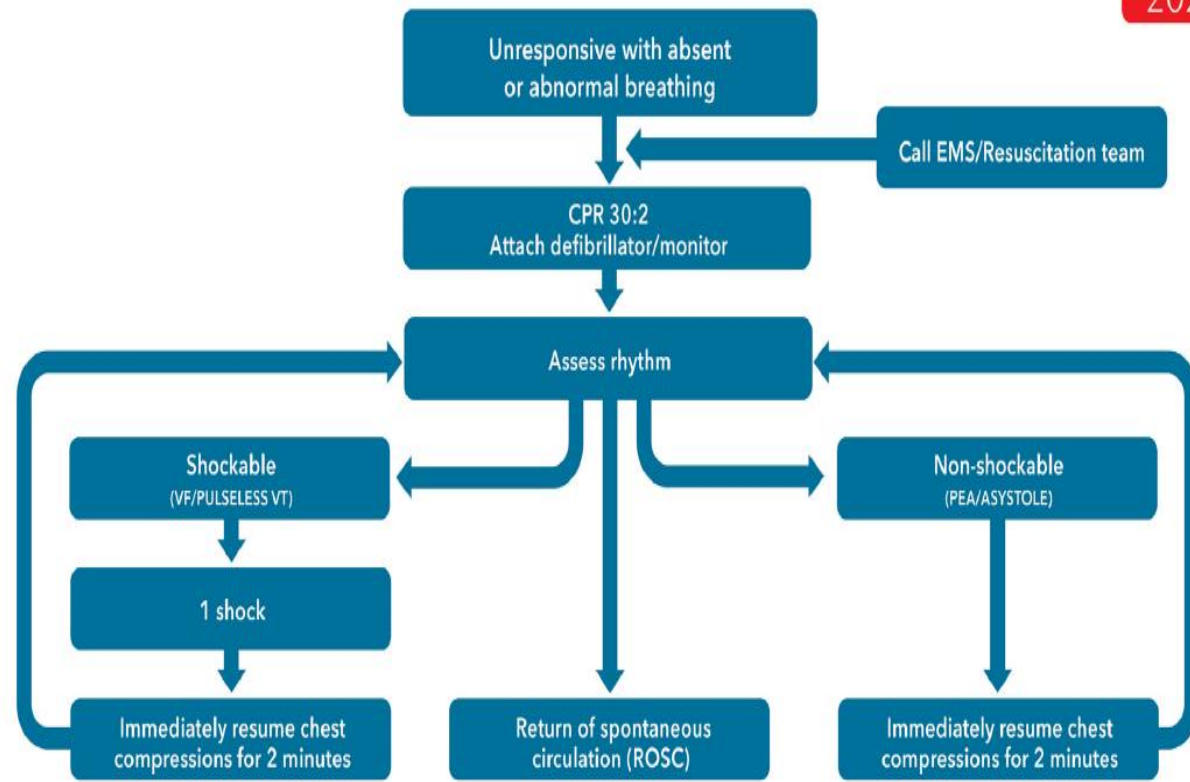 Unresponsive with absent
or abnormal breathing
Call EMS/Resuscitation team
CPR 30:2
Attach defibrillator/monitor
Assess rhythm
Shockable
(VF/PULSELESS VT)
Non-shockable
(PEA/ASYSTOLE)
1 shock
Immediately resume chest
compressions for 2 minutes
Return of spontaneous
circulation (ROSC)
Immediately resume chest
compressions for 2 minutes